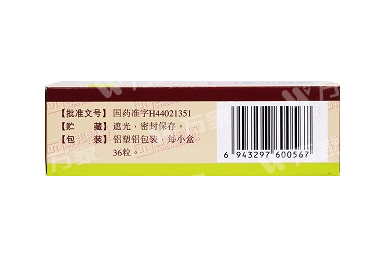 【批准文号】 国药准字H44021351
【贮 藏】 遮光，密封保存。
【包 装】 铝塑铝包装，每小盒
36粒。
6 943297 600567